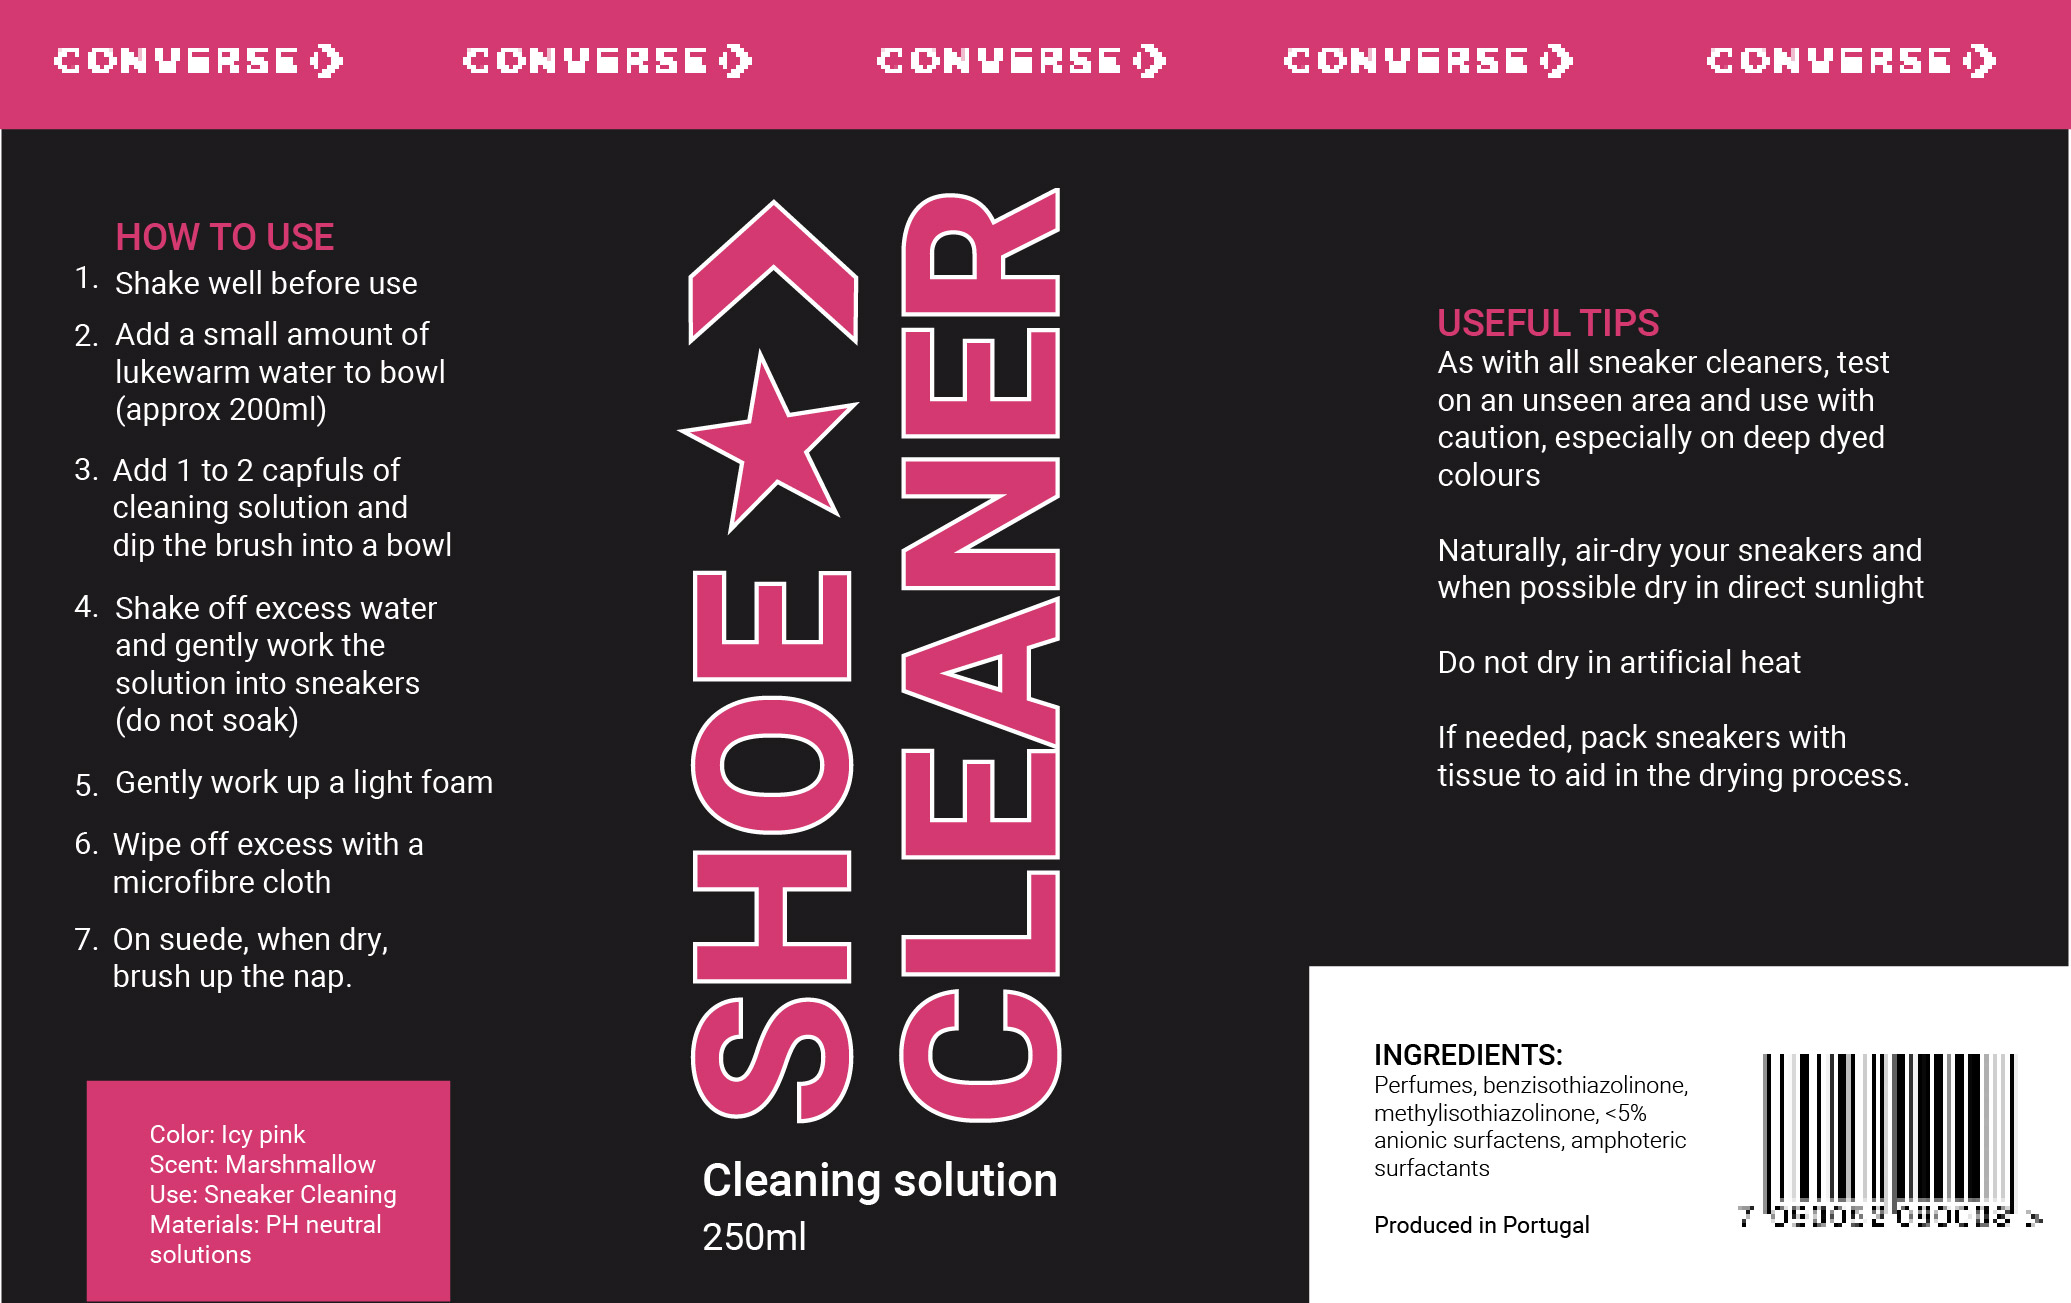 CONVERSE CONVERSE CONVERSE CONVERSE CONVERSE
HOW TO USE
1. Shake well before use
2. Add a small amount of
lukewarm water to bowl
(approx 200ml)
3. Add 1 to 2 capfuls of
cleaning solution and
dip the brush into a bowl
4. Shake off excess water
and gently work the
solution into sneakers
(do not soak)
5. Gently work up a light foam
6. Wipe off excess with a
microfibre cloth
7. On suede, when dry,
brush up the nap.
Color: Icy pink
Scent: Marshmallow
Use: Sneaker Cleaning
Materials: PH neutral
solutions
SHOE
CLEANER
Cleaning solution
250ml
USEFUL TIPS
As with all sneaker cleaners, test
on an unseen area and use with
caution, especially on deep dyed
colours
Naturally, air-dry your sneakers and
when possible dry in direct sunlight
Do not dry in artificial heat
If needed, pack sneakers with
tissue to aid in the drying process.
INGREDIENTS:
Perfumes, benzisothiazolinone,
methylisothiazolinone, <5%
anionic surfactens, amphoteric
surfactants
Produced in Portugal